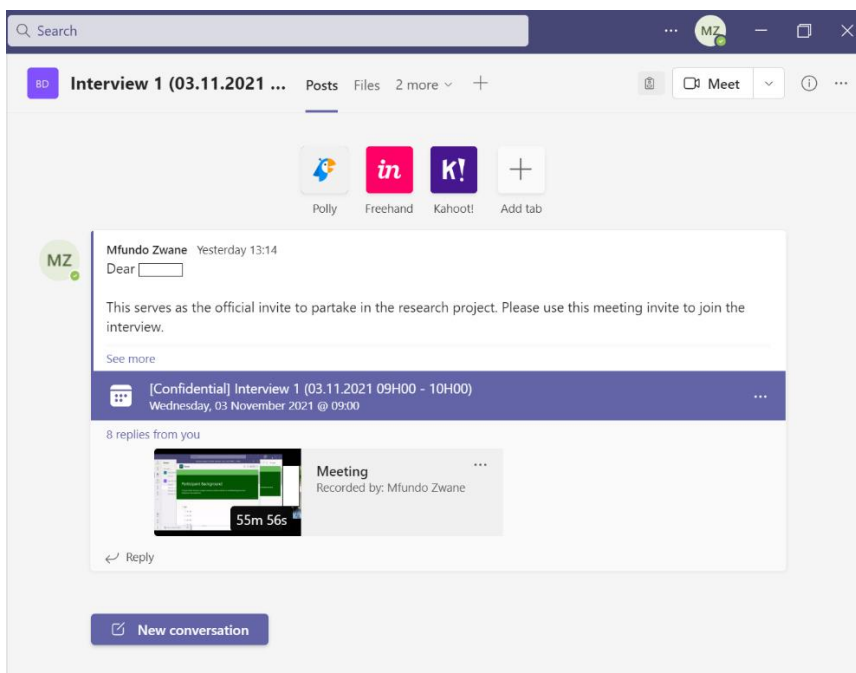 Search
MZ
BD
Interview 1 (03.11.2021 ...
Posts
Files
2 more
Meet
in
K!
Polly
Freehand
Kahoot!
Add tab
MZ
Mfundo Zwane Yesterday 13:14
Dear
This serves as the official invite to partake in the research project. Please use this meeting invite to join the
interview.
See more
[Confidential] Interview 1 (03.11.2021 09H00 - 10H00)
Wednesday, 03 November 2021 @ 09:00
8 replies from you
Participant Background
55m 56s
Meeting
Recorded by: Mfundo Zwane
Reply
New conversation